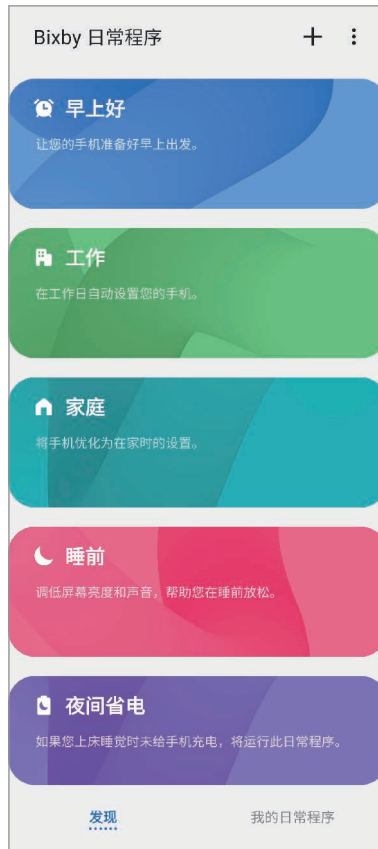 Bixby 日常程序
早上好
让您的手机准备好早上出发。
工作
在工作日自动设置您的手机。
家庭
将手机优化为在家时的设置。
睡前
调低屏幕亮度和声音，帮助您在睡前放松。
夜间省电
如果您上床睡觉时未给手机充电，将运行此日常程序。
发现 我的日常程序